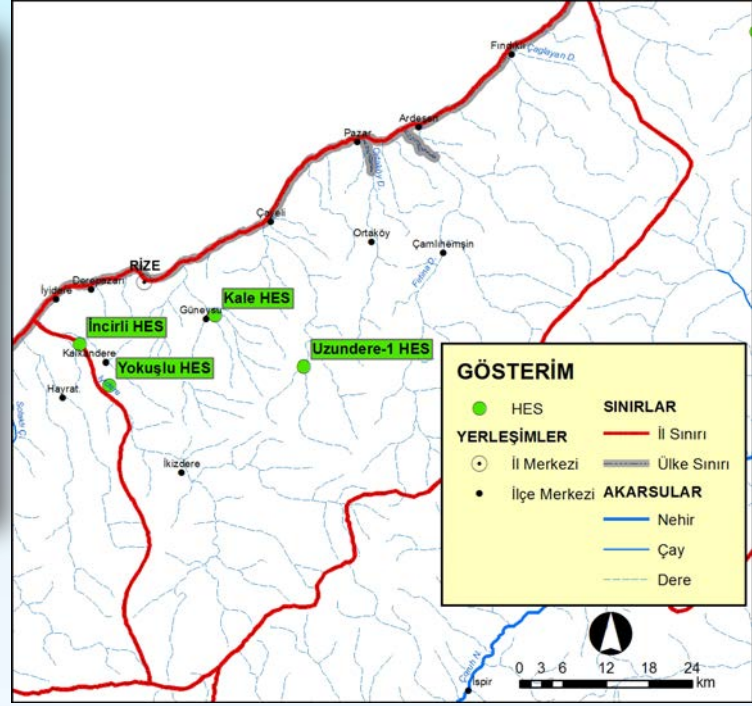 Fındıklı
Çağlayan D.
Ardeşen
Pazar
Çayeli
Ortaköy
Çamlıhemşin
Fırtına D.
RİZE
Derepazarı
İyidere
Kale HES
Güneysu
İncirli HES
Kalkandere
Uzundere-1 HES
Yokuşlu HES
Hayrat
İkizdere
GÖSTERİM
HES
YERLEŞİMLER
İl Merkezi
İlçe Merkezi
SINIRLAR
İl Sınırı
Ülke Sınırı
AKARSULAR
Nehir
Çay
Dere
Çoruh N.
İspir
0 3 6 12 18 24
km